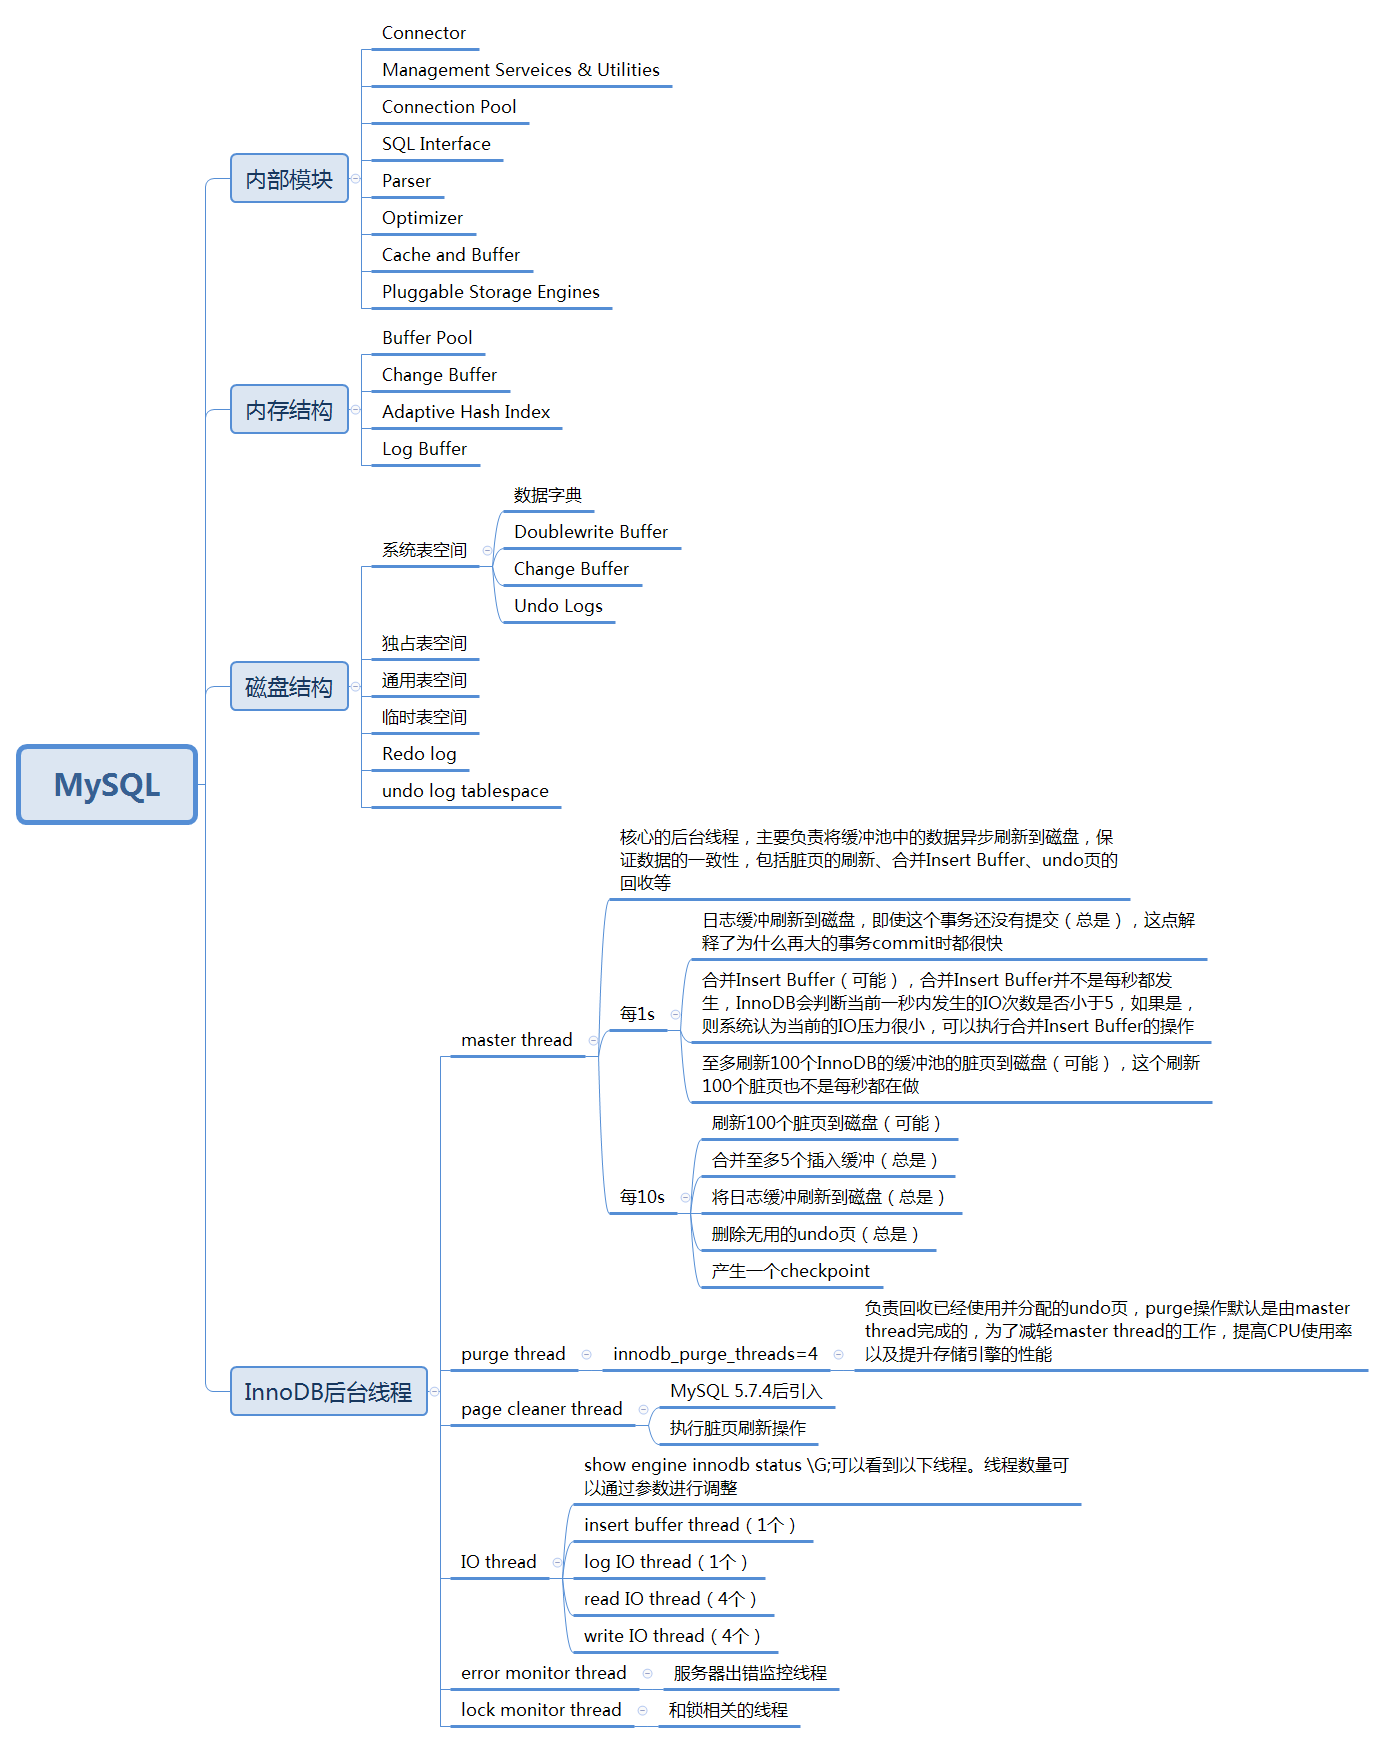 MySQL
内部模块
Connector
Management Serveices & Utilities
Connection Pool
SQL Interface
Parser
Optimizer
Cache and Buffer
Pluggable Storage Engines
内存结构
Buffer Pool
Change Buffer
Adaptive Hash Index
Log Buffer
磁盘结构
系统表空间
数据字典
Doublewrite Buffer
Change Buffer
Undo Logs
独占表空间
通用表空间
临时表空间
Redo log
undo log tablespace
InnoDB后台线程
master thread
核心的后台线程，主要负责将缓冲池中的数据异步刷新到磁盘，保
证数据的一致性，包括脏页的刷新、合并Insert Buffer、undo页的
回收等
每1s
日志缓冲刷新到磁盘，即使这个事务还没有提交（总是），这点解
释了为什么再大的事务commit时都很快
合并Insert Buffer（可能），合并Insert Buffer并不是每秒都发
生，InnoDB会判断当前一秒内发生的IO次数是否小于5，如果是，
则系统认为当前的IO压力很小，可以执行合并Insert Buffer的操作
至多刷新100个InnoDB的缓冲池的脏页到磁盘（可能），这个刷新
100个脏页也不是每秒都在做
每10s
刷新100个脏页到磁盘（可能）
合并至多5个插入缓冲（总是）
将日志缓冲刷新到磁盘（总是）
删除无用的undo页（总是）
产生一个checkpoint
purge thread
innodb_purge_threads=4
负责回收已经使用并分配的undo页，purge操作默认是由master
thread完成的，为了减轻master thread的工作，提高CPU使用率
以及提升存储引擎的性能
page cleaner thread
MySQL 5.7.4后引入
执行脏页刷新操作
IO thread
show engine innodb status \G;可以看到以下线程。线程数量可
以通过参数进行调整
insert buffer thread（1个）
log IO thread（1个）
read IO thread（4个）
write IO thread（4个）
error monitor thread
服务器出错监控线程
lock monitor thread
和锁相关的线程